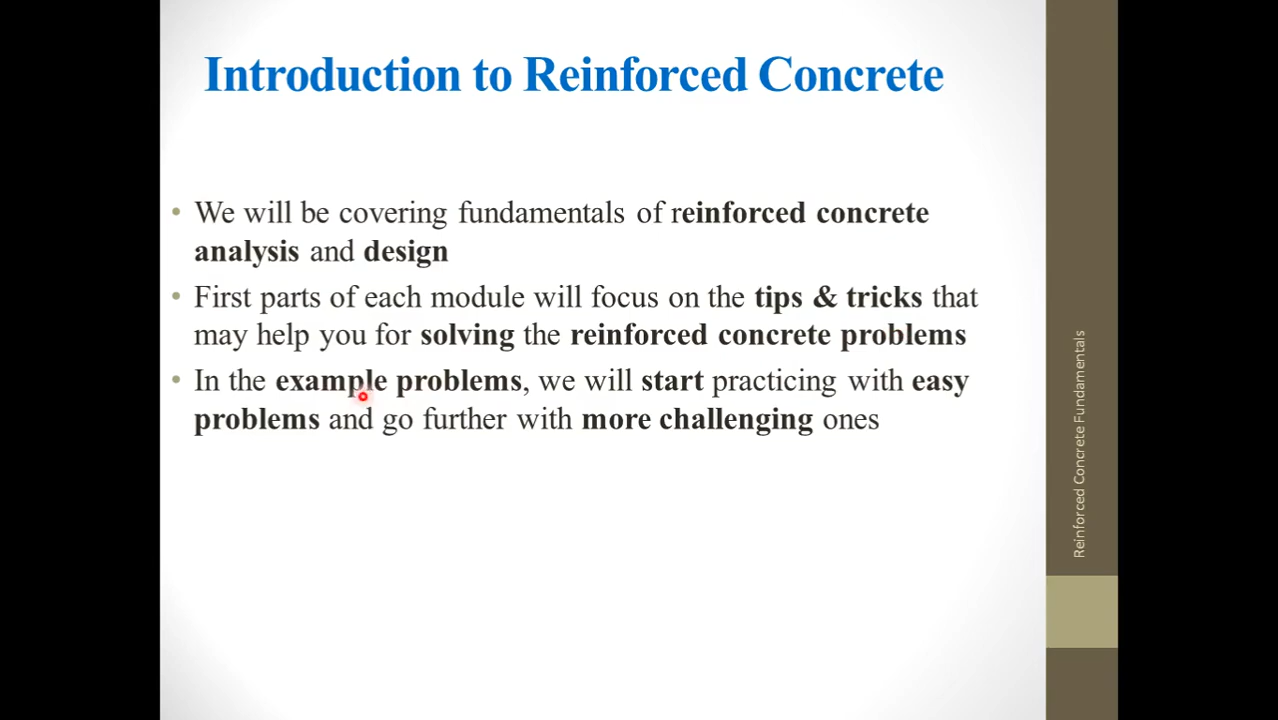 Introduction to Reinforced Concrete
• We will be covering fundamentals of reinforced concrete
analysis and design
• First parts of each module will focus on the tips & tricks that
may help you for solving the reinforced concrete problems
• In the example problems, we will start practicing with easy
problems and go further with more challenging ones
Reinforced Concrete Fundamentals